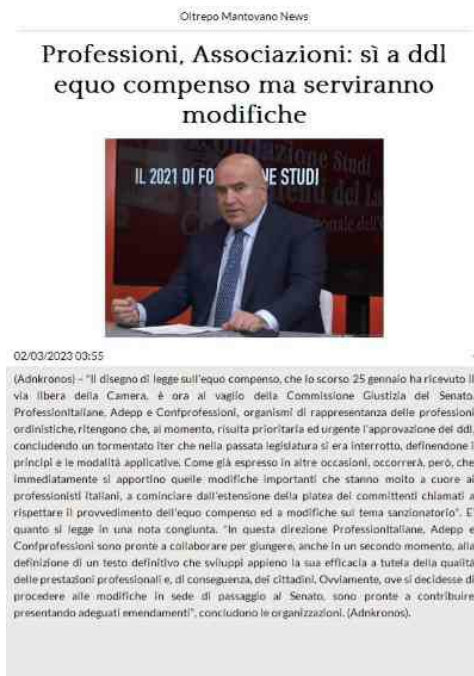 Oltrepo Mantovano News
Professioni, Associazioni: sì a ddl
equo compenso ma serviranno
modifiche
IL 2021 DI FO NE STUDI
azione Studi
02/03/2023 03:55
(Adnkronos) – "Il disegno di legge sull'equo compenso, che lo scorso 25 gennaio ha ricevuto il
via libera della Camera, è ora al vaglio della Commissione Giustizia del Senato.
ProfessionItaliane, Adepp e Confprofessioni, organismi di rappresentanza delle professioni
ordinistiche, ritengono che, al momento, risulta prioritaria ed urgente l'approvazione del ddl,
concludendo un tormentato iter che nella passata legislatura si era interrotto, definendone i
principi e le modalità applicative. Come già espresso in altre occasioni, occorrerà, però, che
immediatamente si apportino quelle modifiche che stanno molto a cuore ai
professionisti italiani, a cominciare dall'estensione della platea dei committenti chiamati a
rispettare il provvedimento dell'equo compenso ed a modifiche sul tema sanzionatorio". E'
quanto si legge in una nota congiunta. "In questa direzione ProfessionItaliane, Adepp e
Confprofessioni sono pronte a collaborare per giungere, anche in un secondo momento, alla
definizione di un testo definitivo che sviluppi appieno la sua efficacia a tutela della qualità
delle prestazioni professionali e, di conseguenza, dei cittadini. Ovviamente, ove si decidesse di
procedere alle modifiche in sede di passaggio al Senato, sono pronte a contribuire
presentando adeguati emendamenti", concludono le organizzazioni. (Adnkronos).